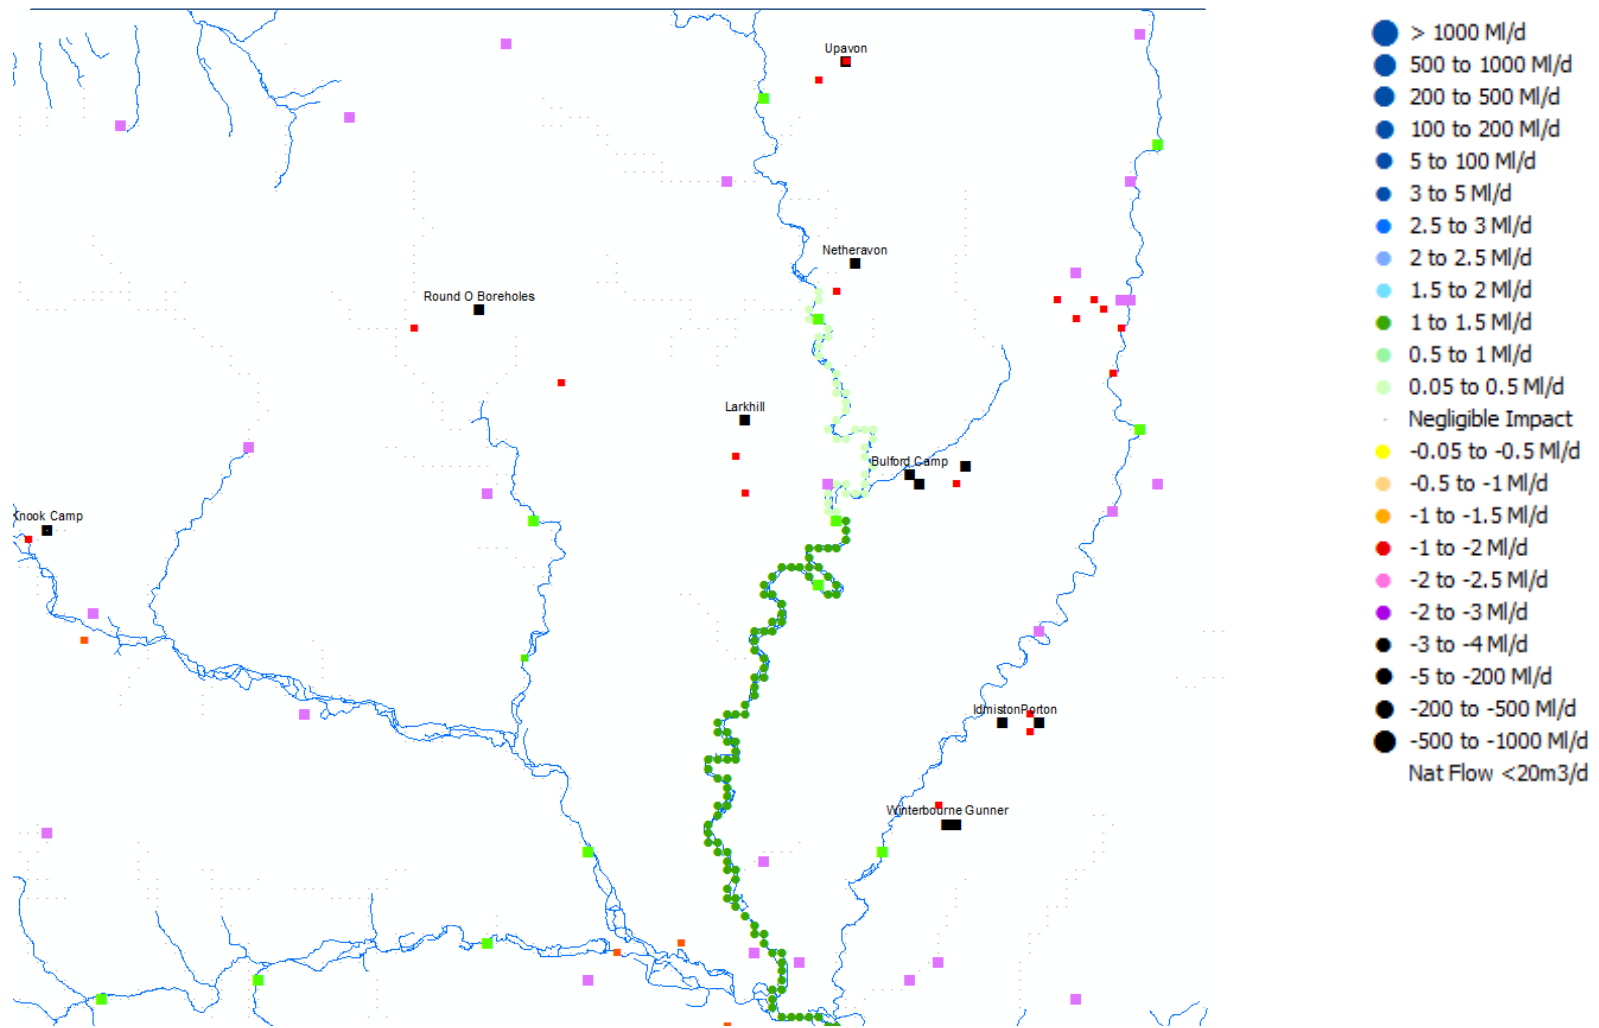 Upavon
Netheravon
Round O Boreholes
Larkhill
Bulford Camp
Knook Camp
IdmistonPorton
Winterbourne Gunner
> 1000 Ml/d
500 to 1000 Ml/d
200 to 500 Ml/d
100 to 200 Ml/d
5 to 100 Ml/d
3 to 5 Ml/d
2.5 to 3 Ml/d
2 to 2.5 Ml/d
1.5 to 2 Ml/d
1 to 1.5 Ml/d
0.5 to 1 Ml/d
0.05 to 0.5 Ml/d
Negligible Impact
-0.05 to -0.5 Ml/d
-0.5 to -1 Ml/d
-1 to -1.5 Ml/d
-1 to -2 Ml/d
-2 to -2.5 Ml/d
-2 to -3 Ml/d
-3 to -4 Ml/d
-5 to -200 Ml/d
-200 to -500 Ml/d
-500 to -1000 Ml/d
Nat Flow <20m3/d